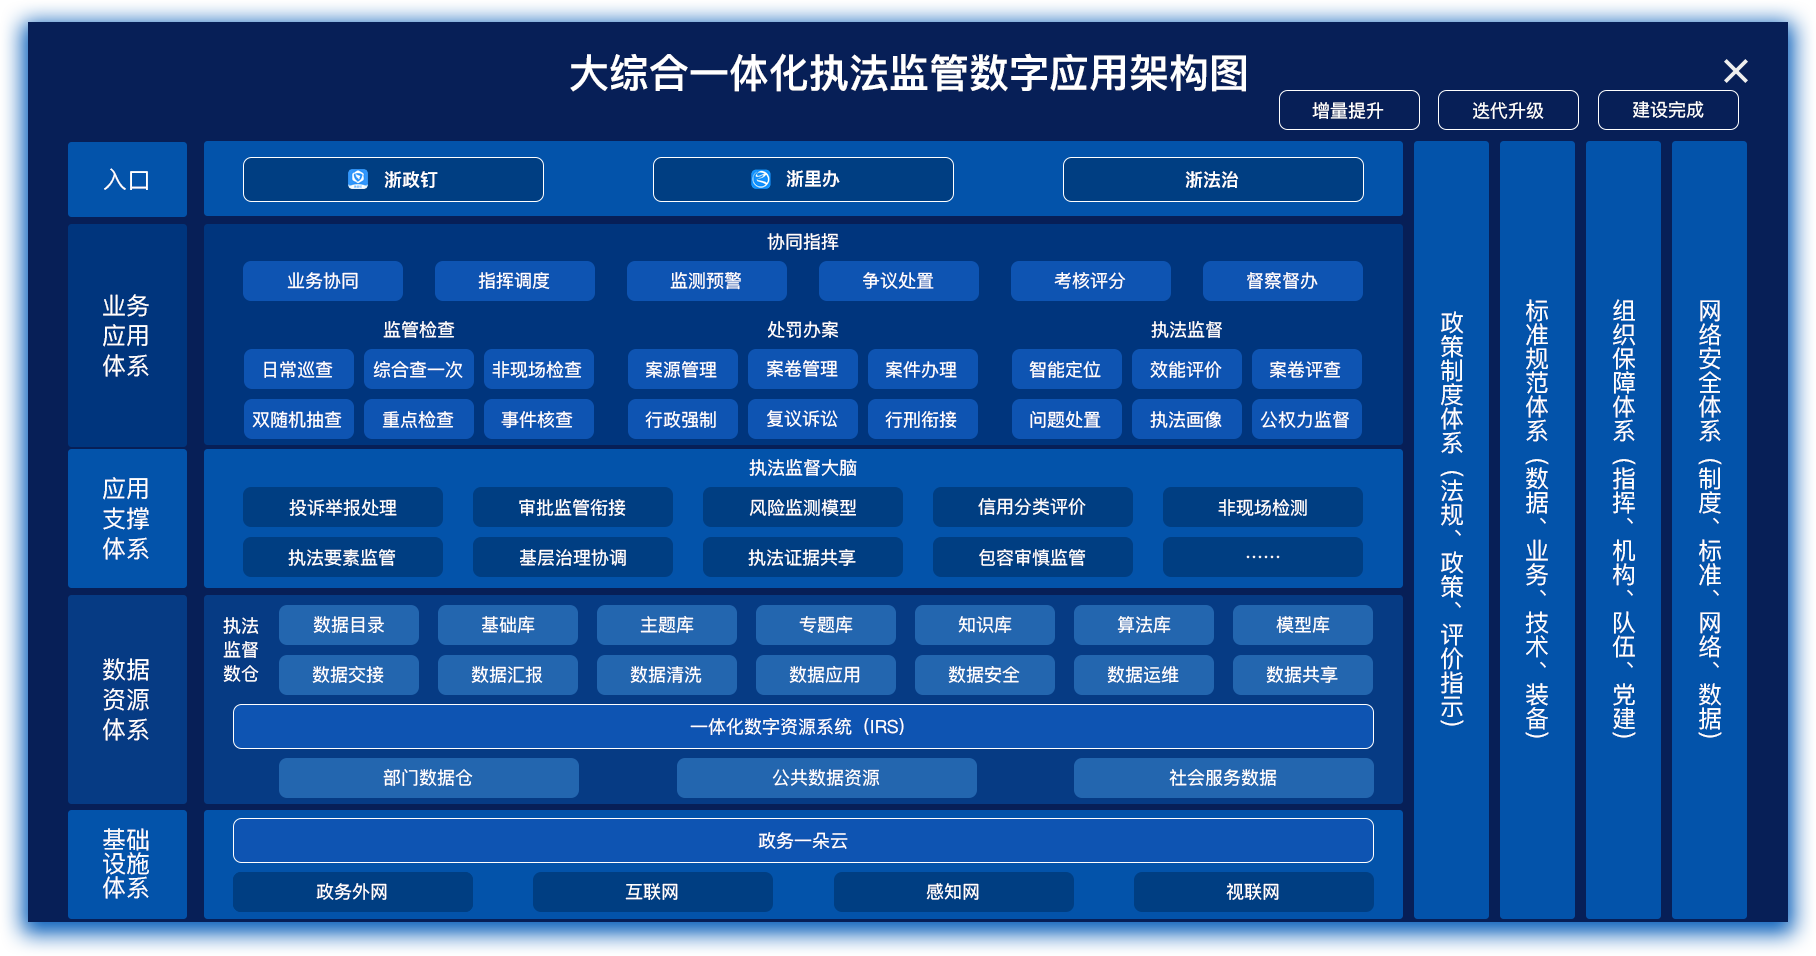 大综合一体化执法监管数字应用架构图
增量提升
迭代升级
建设完成
入口
浙政钉
浙里办
浙法治
业务
应用
体系
协同指挥
业务协同
指挥调度
监测预警
争议处置
考核评分
督察督办
监管检查
处罚办案
执法监督
日常巡查
综合查一次
非现场检查
案源管理
案卷管理
案件办理
智能定位
效能评价
案卷评查
双随机抽查
重点检查
事件核查
行政强制
复议诉讼
行刑衔接
问题处置
执法画像
公权力监督
应用
支撑
体系
执法监督大脑
投诉举报处理
审批监管衔接
风险监测模型
信用分类评价
非现场检测
执法要素监管
基层治理协调
执法证据共享
包容审慎监管
……
数据
资源
体系
执法
监督
数仓
数据目录
基础库
主题库
专题库
知识库
算法库
模型库
数据交接
数据汇报
数据清洗
数据应用
数据安全
数据运维
数据共享
一体化数字资源系统（IRS）
部门数据仓
公共数据资源
社会服务数据
基础
设施
体系
政务一朵云
政务外网
互联网
感知网
视联网
政策制度体系（法规、政策、评价指示）
标准规范体系（数据、业务、技术、装备）
组织保障体系（指挥、机构、队伍、党建）
网络安全体系（制度、标准、网络、数据）